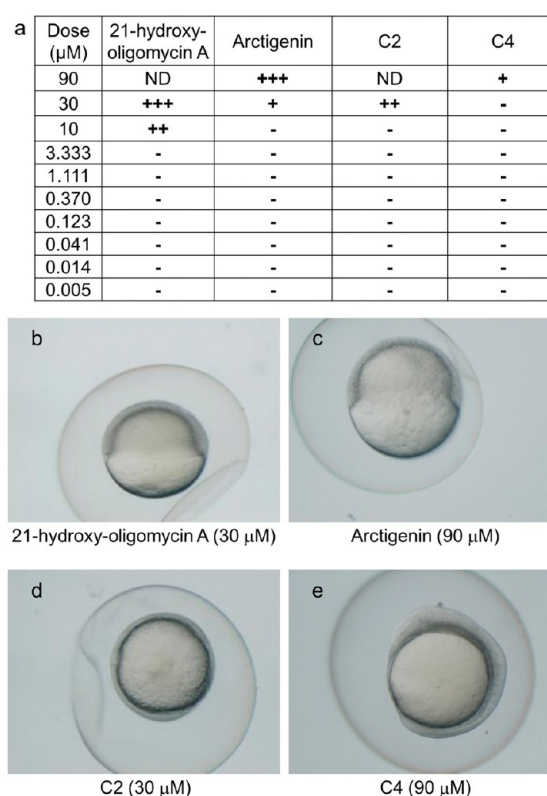 a
Dose (µM) 21-hydroxy-oligomycin A Arctigenin C2 C4
90 ND +++ ND +
30 +++ + ++ -
10 ++ - - -
3.333 - - - -
1.111 - - - -
0.370 - - - -
0.123 - - - -
0.041 - - - -
0.014 - - - -
0.005 - - - -
b
c
21-hydroxy-oligomycin A (30 µM)
Arctigenin (90 µM)
d
e
C2 (30 µM)
C4 (90 µM)